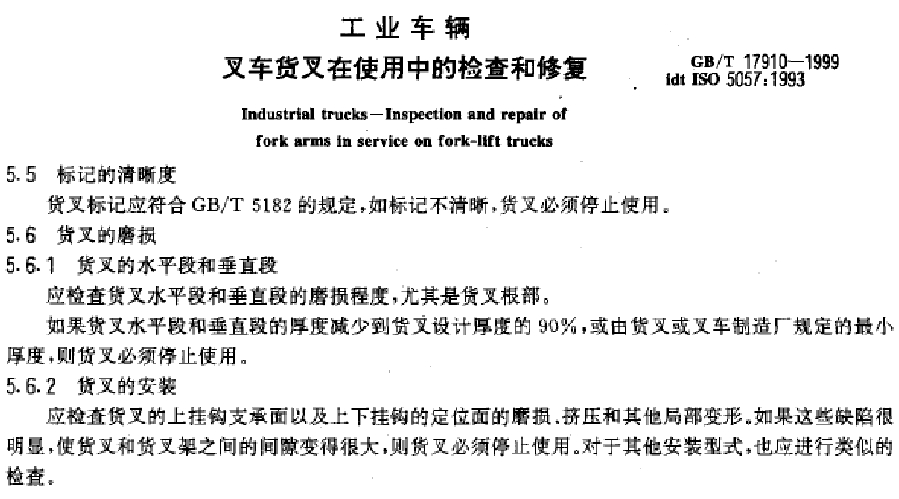 工业车辆
叉车货叉在使用中的检查和修复
GB/T 17910—1999
idt ISO 5057:1993
Industrial trucks—Inspection and repair of
fork arms in service on fork-lift trucks
5.5 标记的清晰度
货叉标记应符合 GB/T 5182 的规定,如标记不清晰,货叉必须停止使用。
5.6 货叉的磨损
5.6.1 货叉的水平段和垂直段
应检查货叉水平段和垂直段的磨损程度,尤其是货叉根部。
如果货叉水平段和垂直段的厚度减少到货叉设计厚度的 90%,或由货叉或叉车制造厂规定的最小
厚度,则货叉必须停止使用。
5.6.2 货叉的安装
应检查货叉的上挂钩支承面以及上下挂钩的定位面的磨损、挤压和其他局部变形。如果这些缺陷很
明显,使货叉和货叉架之间的间隙变得很大,则货叉必须停止使用。对于其他安装型式,也应进行类似的
检查。